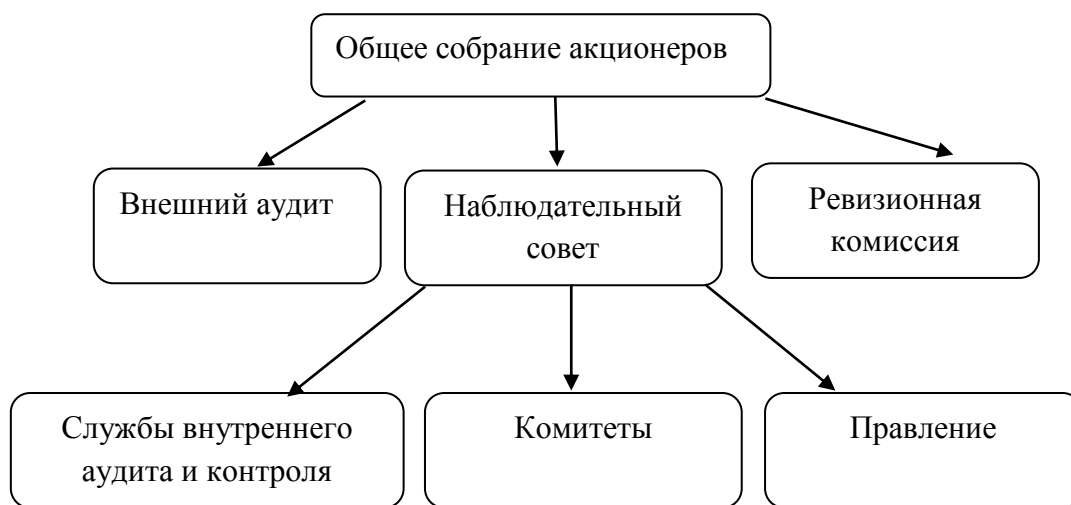 Общее собрание акционеров
Внешний аудит
Наблюдательный
совет
Ревизионная
комиссия
Службы внутреннего
аудита и контроля
Комитеты
Правление